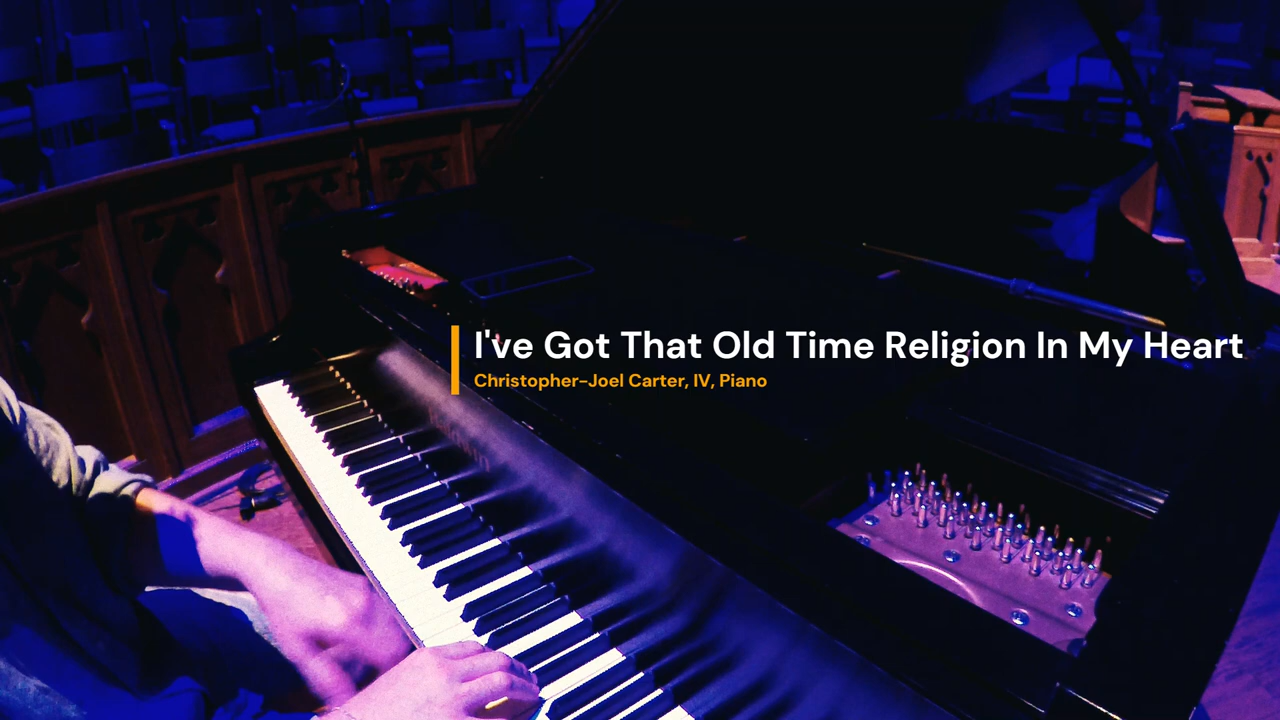 I've Got That Old Time Religion In My Heart
Christopher-Joel Carter, IV, Piano